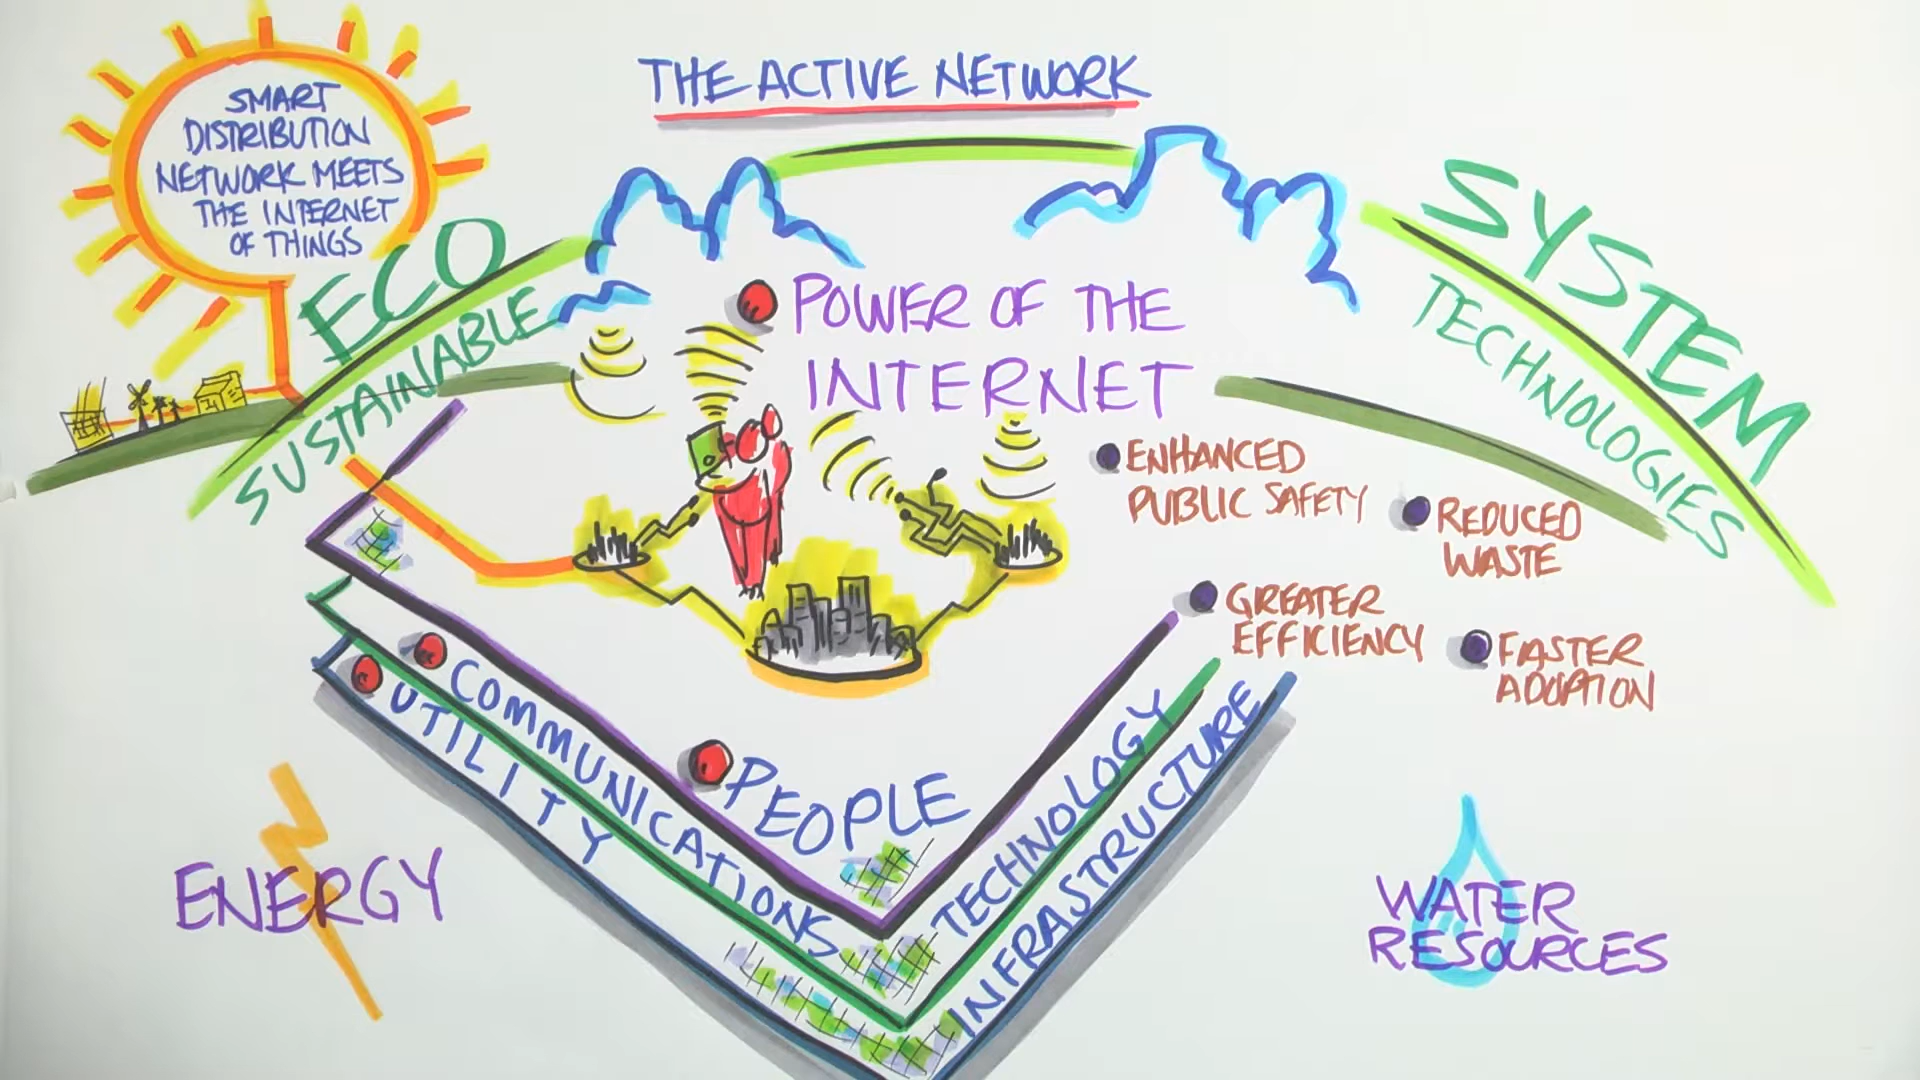 THE ACTIVE NETWORK
SMART
DISTRIBUTION
NETWORK MEETS
THE INTERNET
OF THINGS
ECO
SYSTEM
SUSTAINABLE
TECHNOLOGIES
POWER OF THE
INTERNET
ENHANCED
PUBLIC SAFETY
REDUCED
WASTE
GREATER
EFFICIENCY
FASTER
ADOPTION
PEOPLE
COMMUNICATIONS
TECHNOLOGY
UTILITY
INFRASTRUCTURE
ENERGY
WATER
RESOURCES